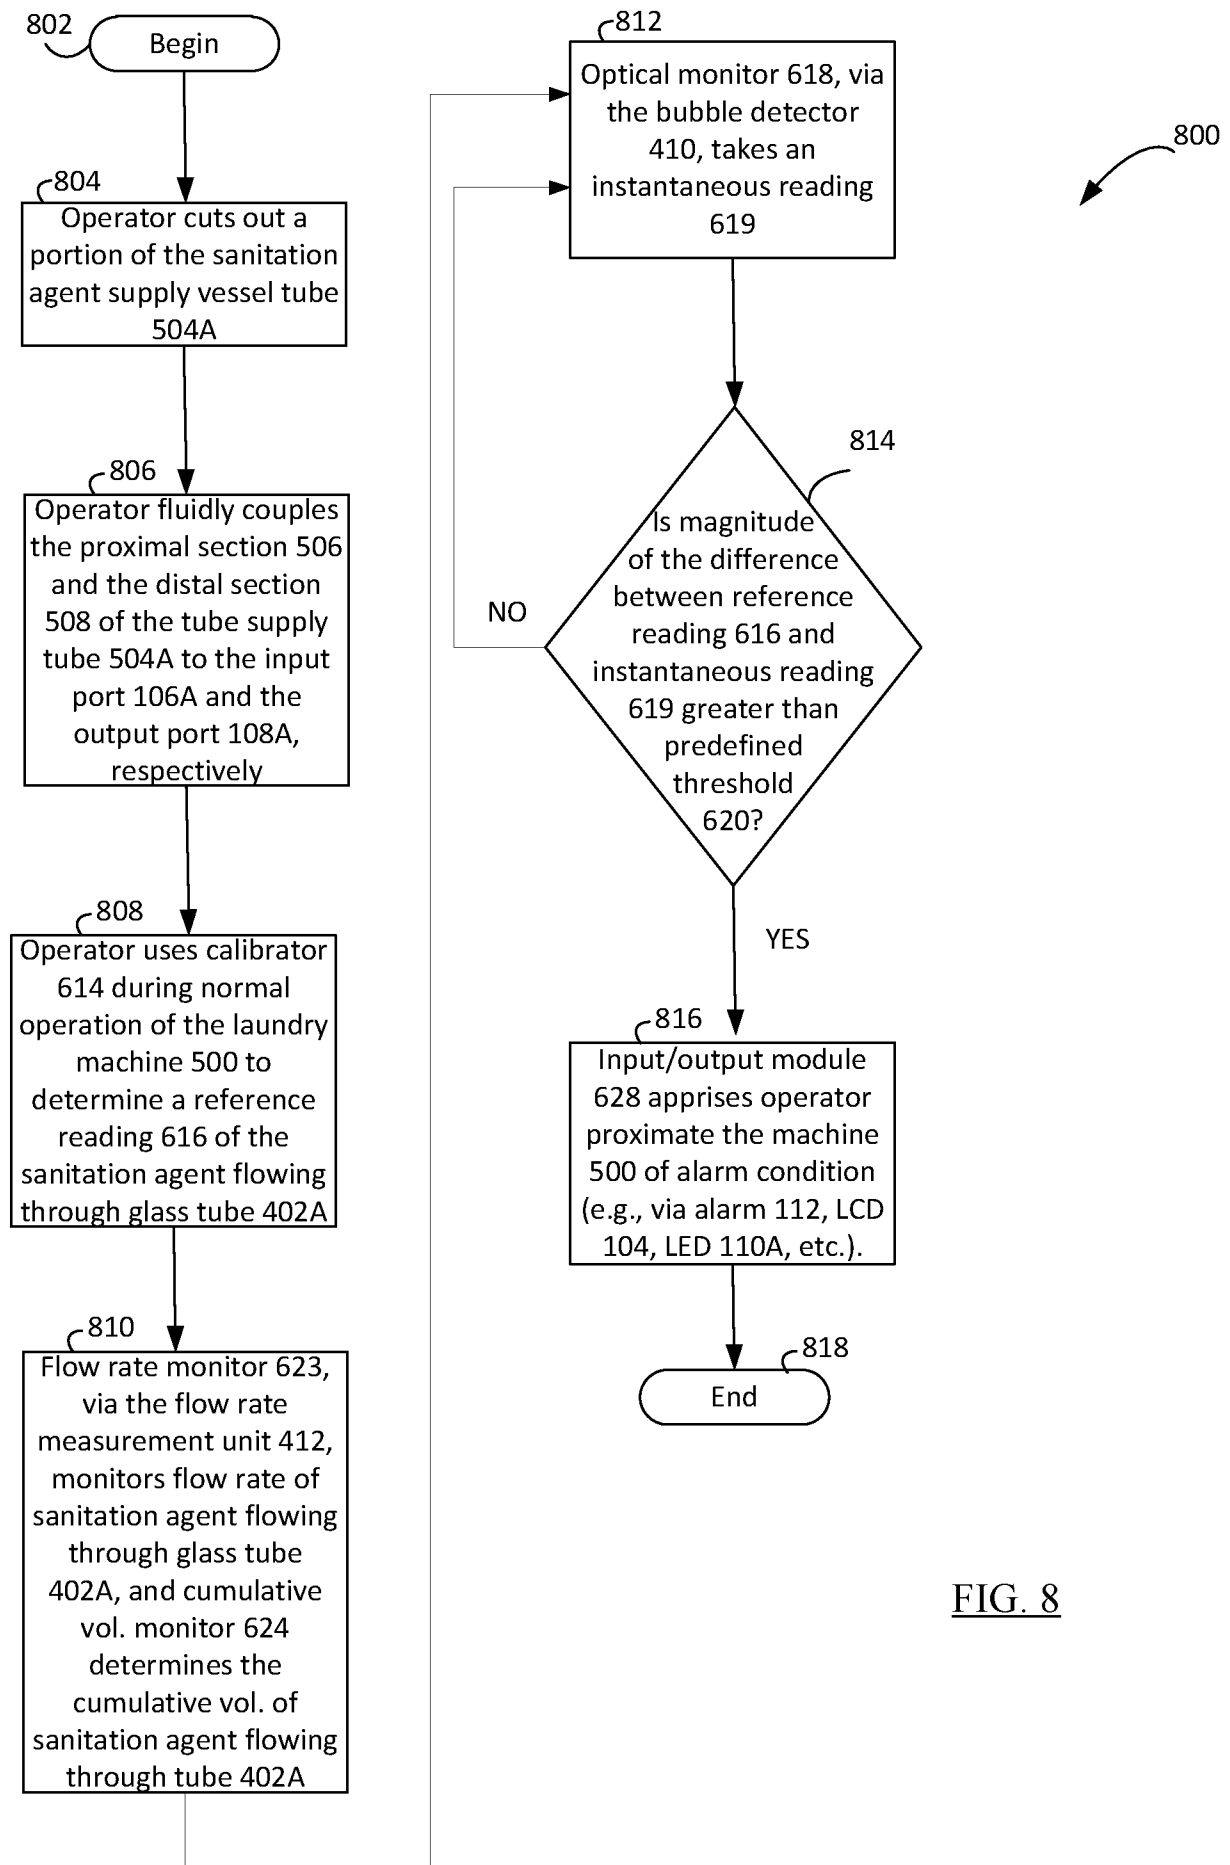 802
Begin
804
Operator cuts out a
portion of the sanitation
agent supply vessel tube
504A
806
Operator fluidly couples
the proximal section 506
and the distal section
508 of the tube supply
tube 504A to the input
port 106A and the
output port 108A,
respectively
808
Operator uses calibrator
614 during normal
operation of the laundry
machine 500 to
determine a reference
reading 616 of the
sanitation agent flowing
through glass tube 402A
810
Flow rate monitor 623,
via the flow rate
measurement unit 412,
monitors flow rate of
sanitation agent flowing
through glass tube
402A, and cumulative
vol. monitor 624
determines the
cumulative vol. of
sanitation agent flowing
through tube 402A
812
Optical monitor 618, via
the bubble detector
410, takes an
instantaneous reading
619
800
814
Is magnitude
of the difference
between reference
reading 616 and
instantaneous reading
619 greater than
predefined
threshold
620?
NO
YES
816
Input/output module
628 apprises operator
proximate the machine
500 of alarm condition
(e.g., via alarm 112, LCD
104, LED 110A, etc.).
818
End
FIG. 8